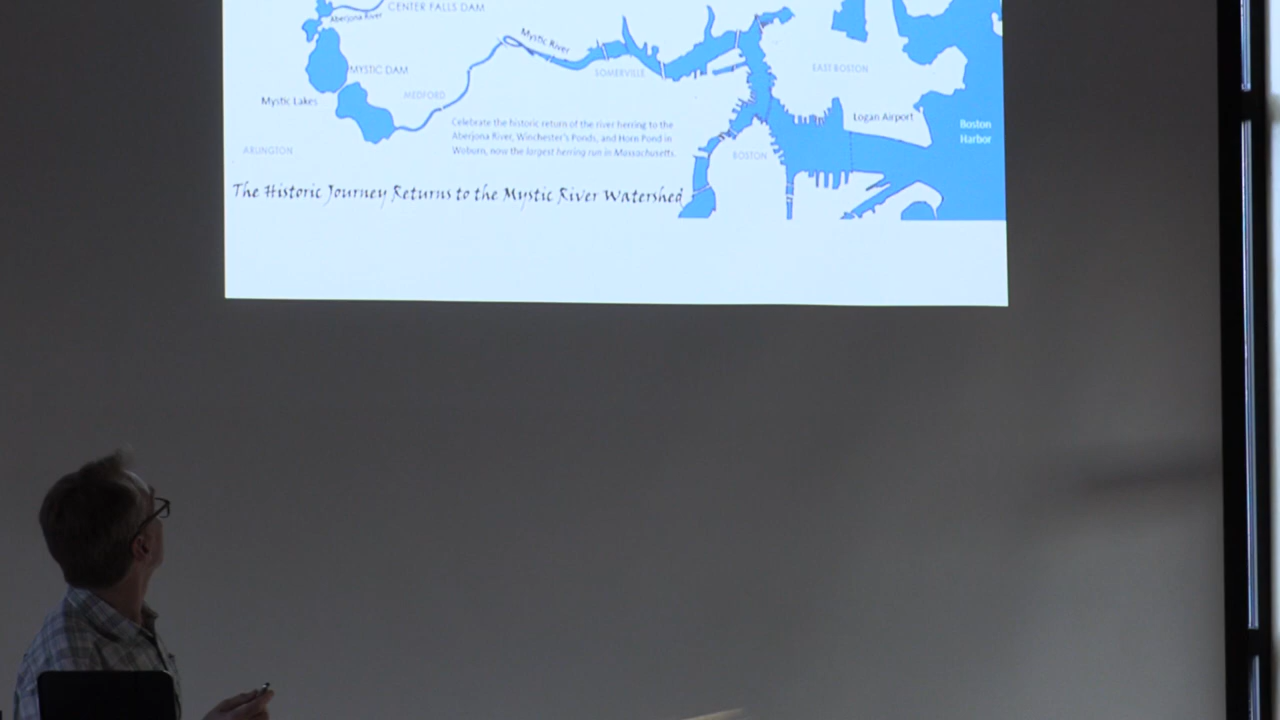 CENTER FALLS DAM
Aberjona River
Mystic River
MYSTIC DAM
SOMERVILLE
EAST BOSTON
Mystic Lakes
MEDFORD
Logan Airport
Celebrate the historic return of the river herring to the
Aberjona River, Winchester's Ponds, and Horn Pond in
Woburn, now the largest herring run in Massachusetts.
Boston
Harbor
ARLINGTON
BOSTON
The Historic Journey Returns to the Mystic River Watershed